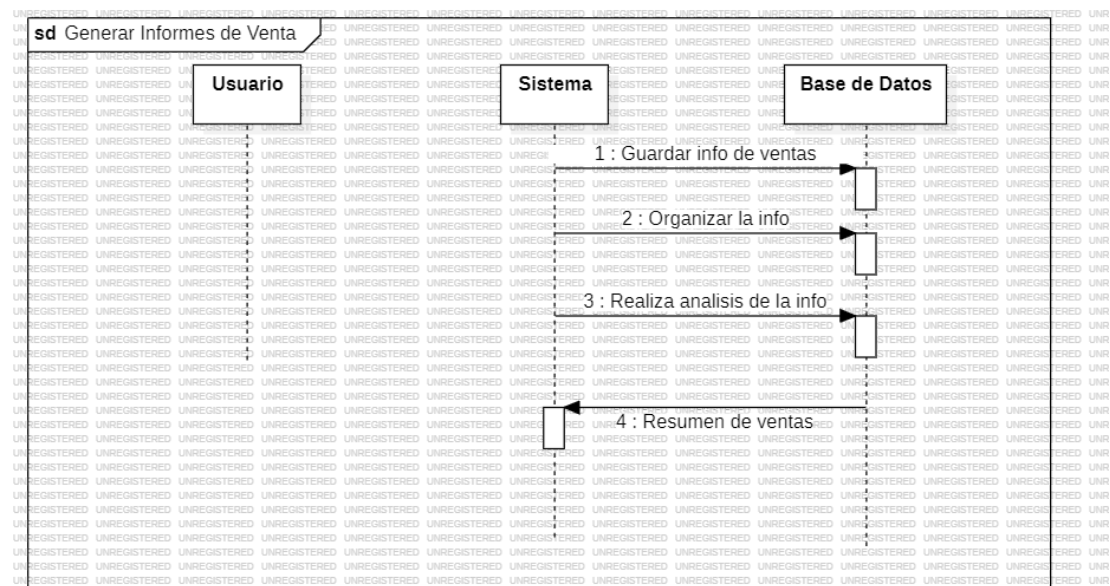 sd Generar Informes de Venta
Usuario
Sistema
Base de Datos
1 : Guardar info de ventas
2 : Organizar la info
3 : Realiza analisis de la info
4 : Resumen de ventas
UNREGISTERED